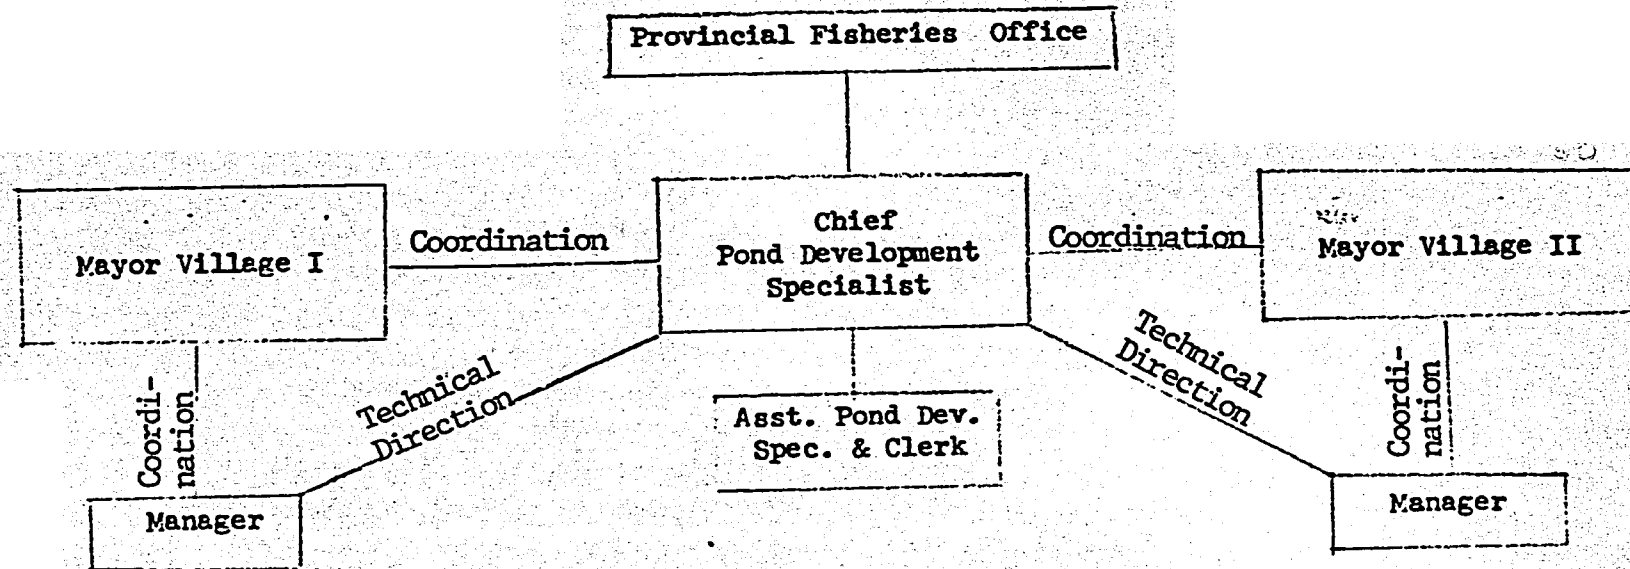 Provincial Fisheries Office
Mayor Village I
Coordination
Chief
Pond Development
Specialist
Coordination
Mayor Village II
Coordi-
nation
Technical
Direction
Asst. Pond Dev.
Spec. & Clerk
Technical
Direction
Coordi-
nation
Manager
Manager